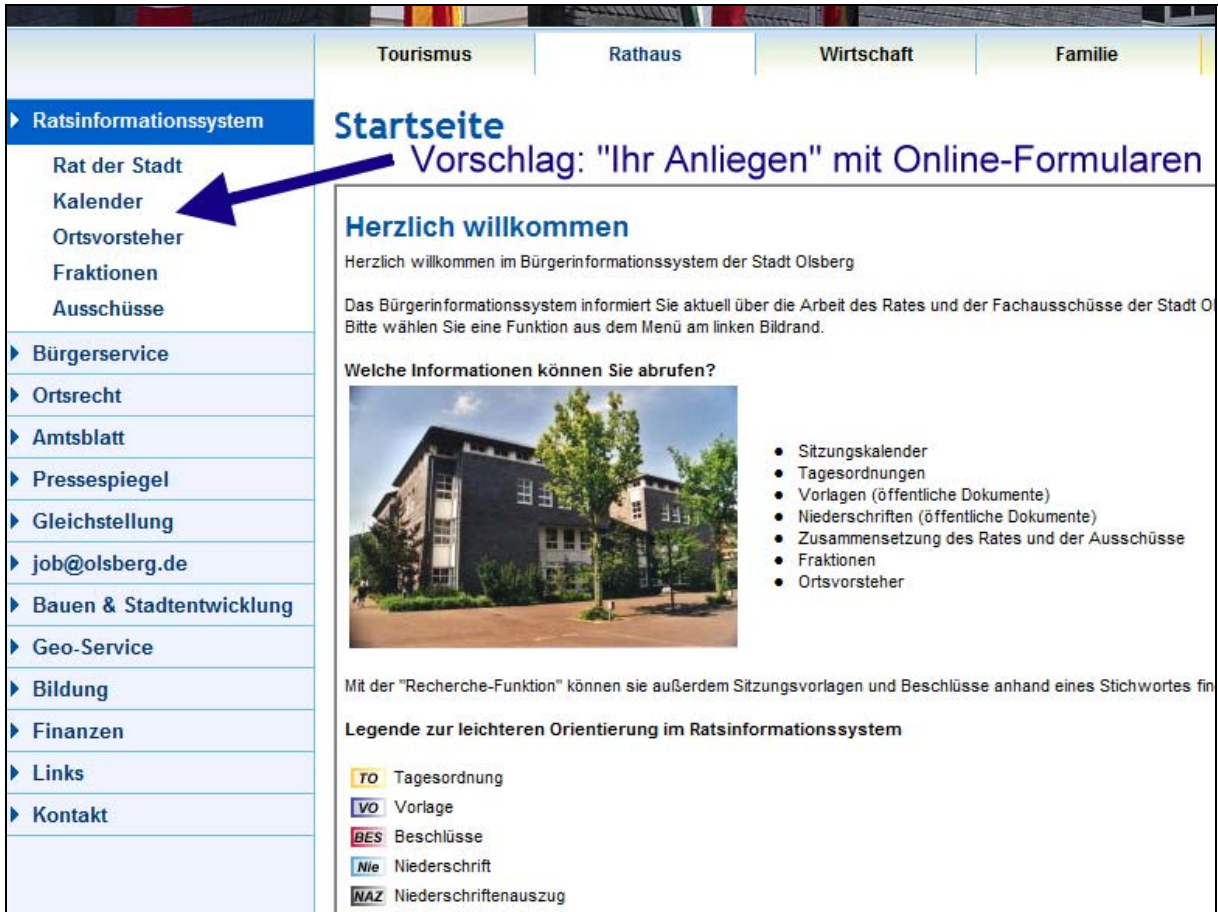 Tourismus
Rathaus
Wirtschaft
Familie
Ratsinformationssystem
Rat der Stadt
Kalender
Ortsvorsteher
Fraktionen
Ausschüsse
Bürgerservice
Ortsrecht
Amtsblatt
Pressespiegel
Gleichstellung
job@olsberg.de
Bauen & Stadtentwicklung
Geo-Service
Bildung
Finanzen
Links
Kontakt
Startseite
Vorschlag: "Ihr Anliegen" mit Online-Formularen
Herzlich willkommen
Herzlich willkommen im Bürgerinformationssystem der Stadt Olsberg
Das Bürgerinformationssystem informiert Sie aktuell über die Arbeit des Rates und der Fachausschüsse der Stadt Ol
Bitte wählen Sie eine Funktion aus dem Menü am linken Bildrand.
Welche Informationen können Sie abrufen?
● Sitzungskalender
● Tagesordnungen
● Vorlagen (öffentliche Dokumente)
● Niederschriften (öffentliche Dokumente)
● Zusammensetzung des Rates und der Ausschüsse
● Fraktionen
● Ortsvorsteher
Mit der "Recherche-Funktion" können sie außerdem Sitzungsvorlagen und Beschlüsse anhand eines Stichwortes fin
Legende zur leichteren Orientierung im Ratsinformationssystem
TO Tagesordnung
VO Vorlage
BES Beschlüsse
Nie Niederschrift
NAZ Niederschriftenauszug